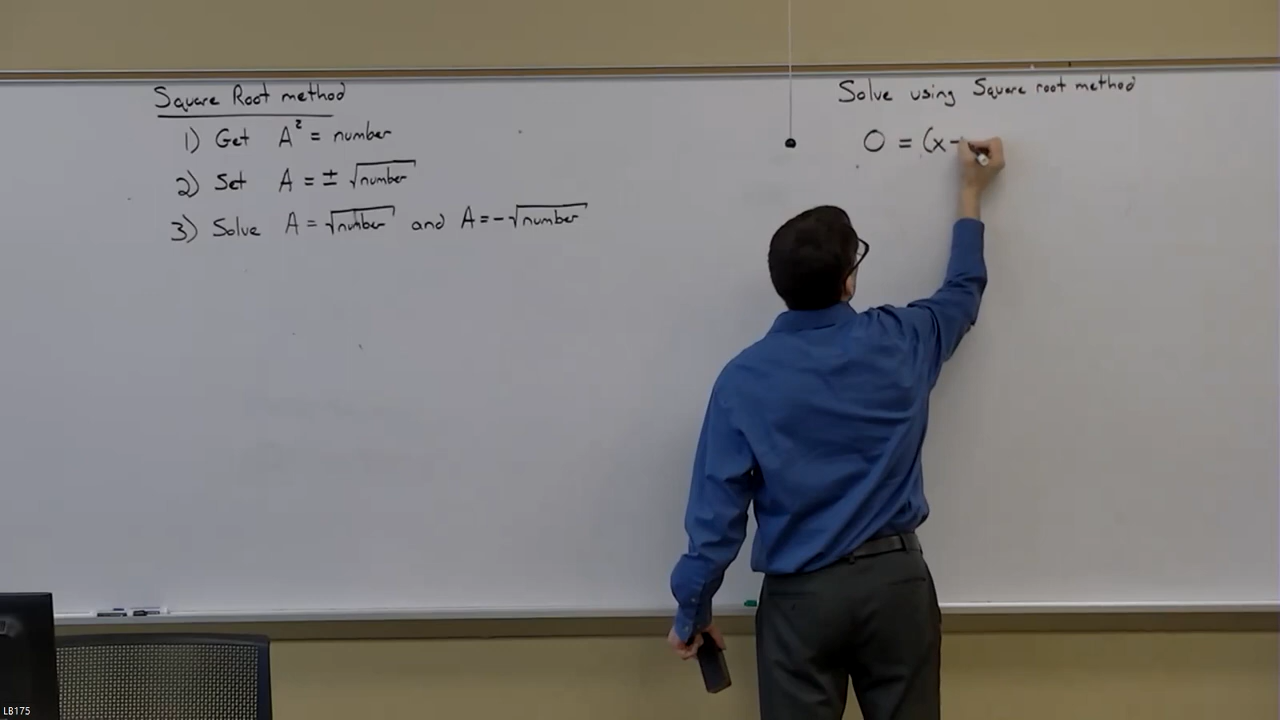 Square Root method
1) Get A² = number
2) Set A = ± √number
3) Solve A = √number and A = - √number
Solve using Square root method
0 = (x -
LB175